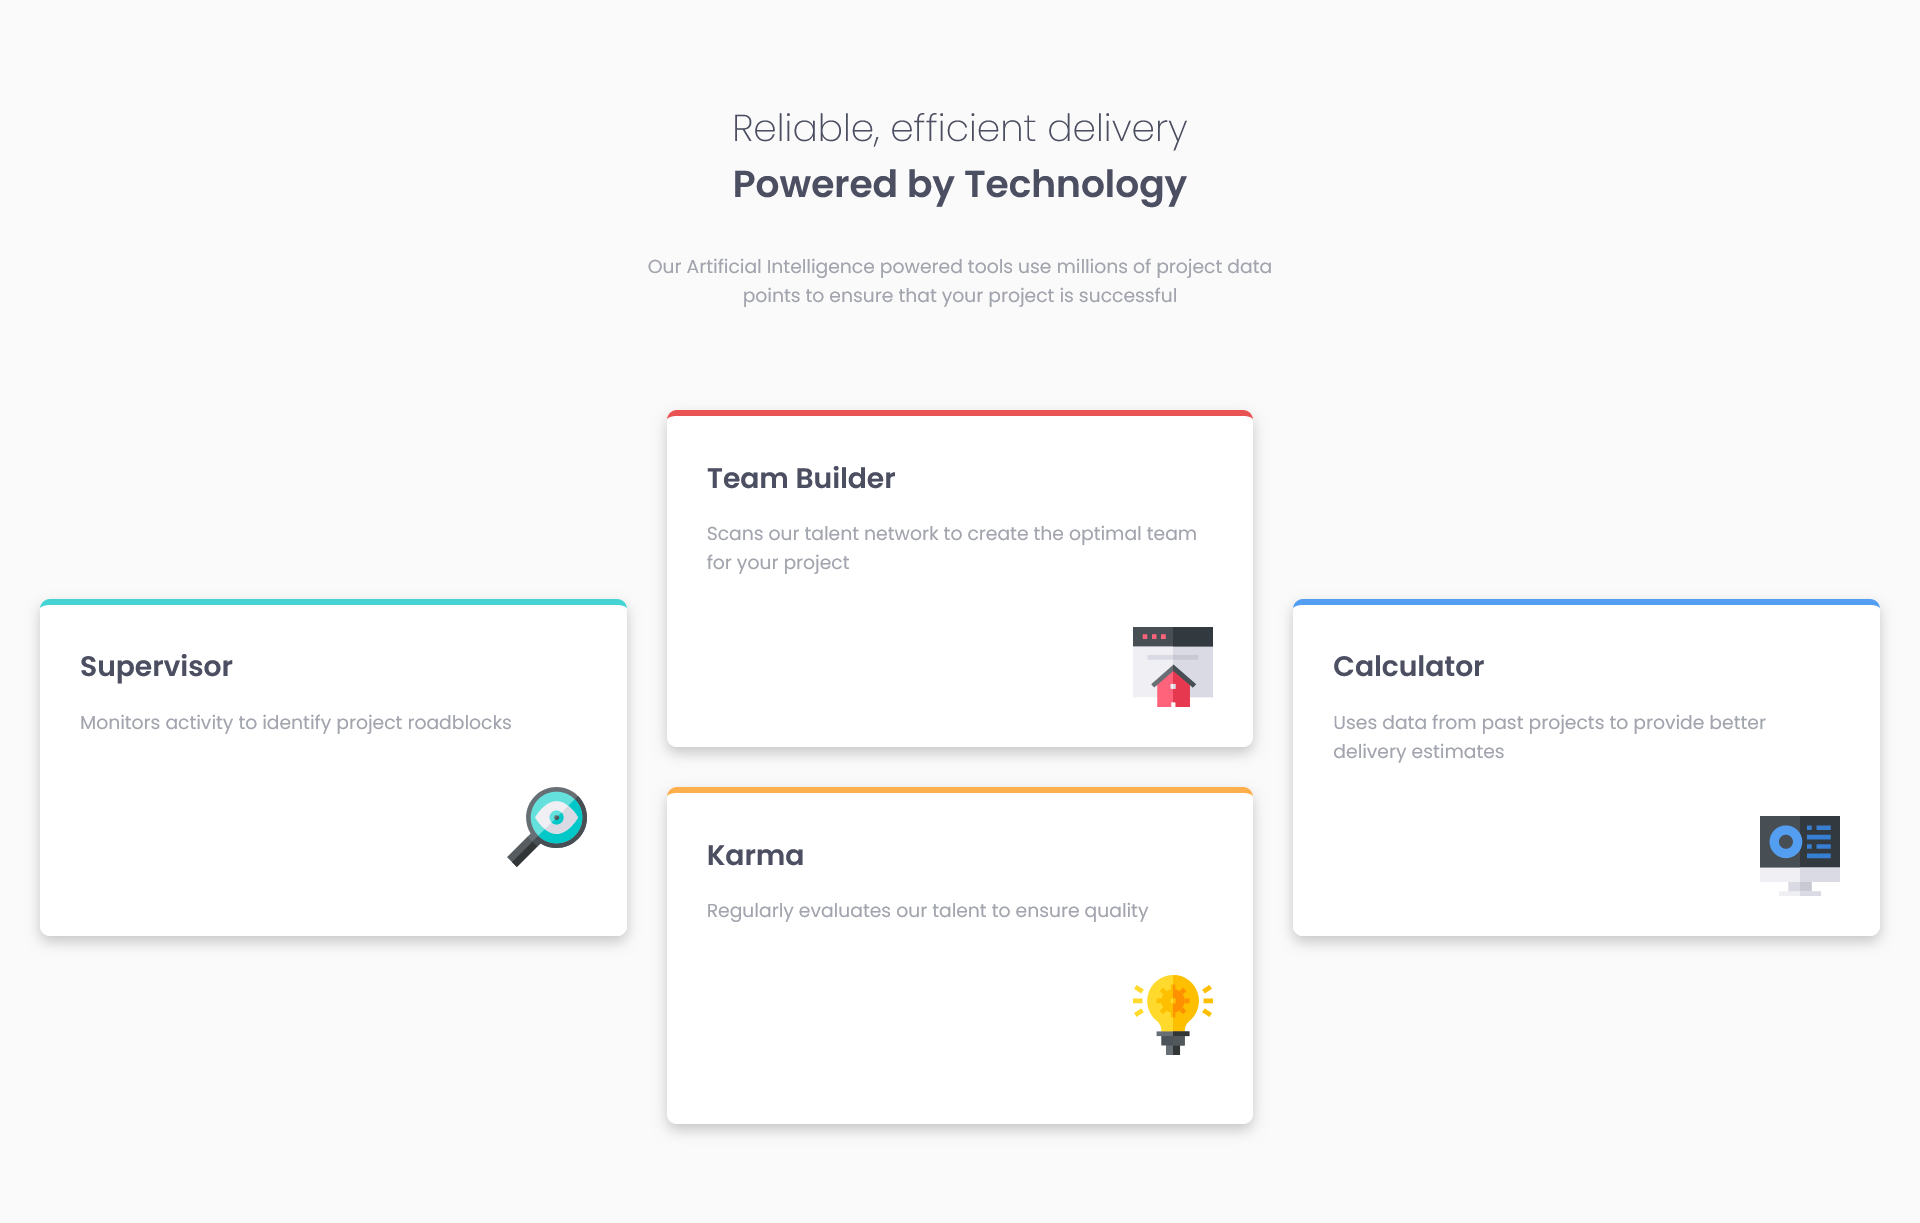 Reliable, efficient delivery
Powered by Technology
Our Artificial Intelligence powered tools use millions of project data
points to ensure that your project is successful
Supervisor
Monitors activity to identify project roadblocks
Team Builder
Scans our talent network to create the optimal team
for your project
Karma
Regularly evaluates our talent to ensure quality
Calculator
Uses data from past projects to provide better
delivery estimates